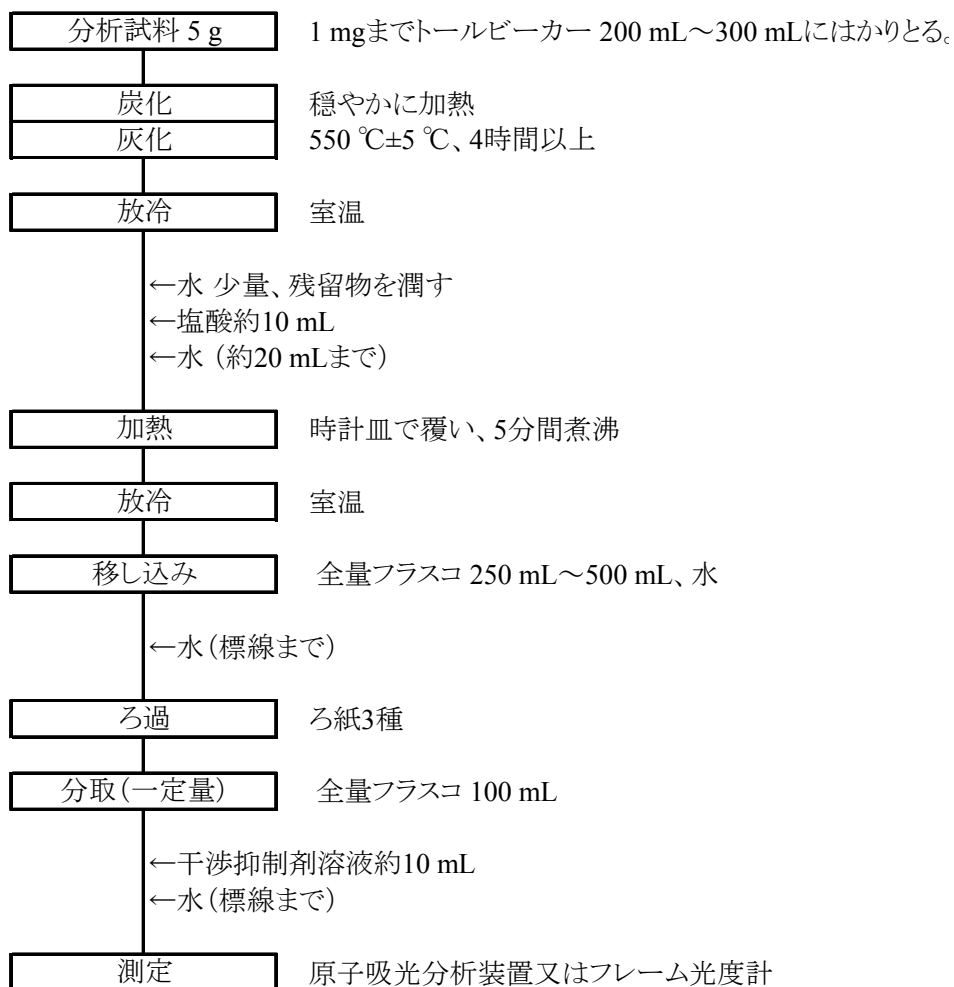 分析試料 5 g 1 mgまでトールビーカー 200 mL～300 mLにはかりとる。
炭化 穏やかに加熱
灰化 550 ℃±5 ℃、4時間以上
放冷 室温
←水 少量、残留物を潤す
←塩酸約10 mL
←水 （約20 mLまで）
加熱 時計皿で覆い、5分間煮沸
放冷 室温
移し込み 全量フラスコ 250 mL～500 mL、水
←水（標線まで）
ろ過 ろ紙3種
分取（一定量） 全量フラスコ 100 mL
←干渉抑制剤溶液約10 mL
←水（標線まで）
測定 原子吸光分析装置又はフレーム光度計